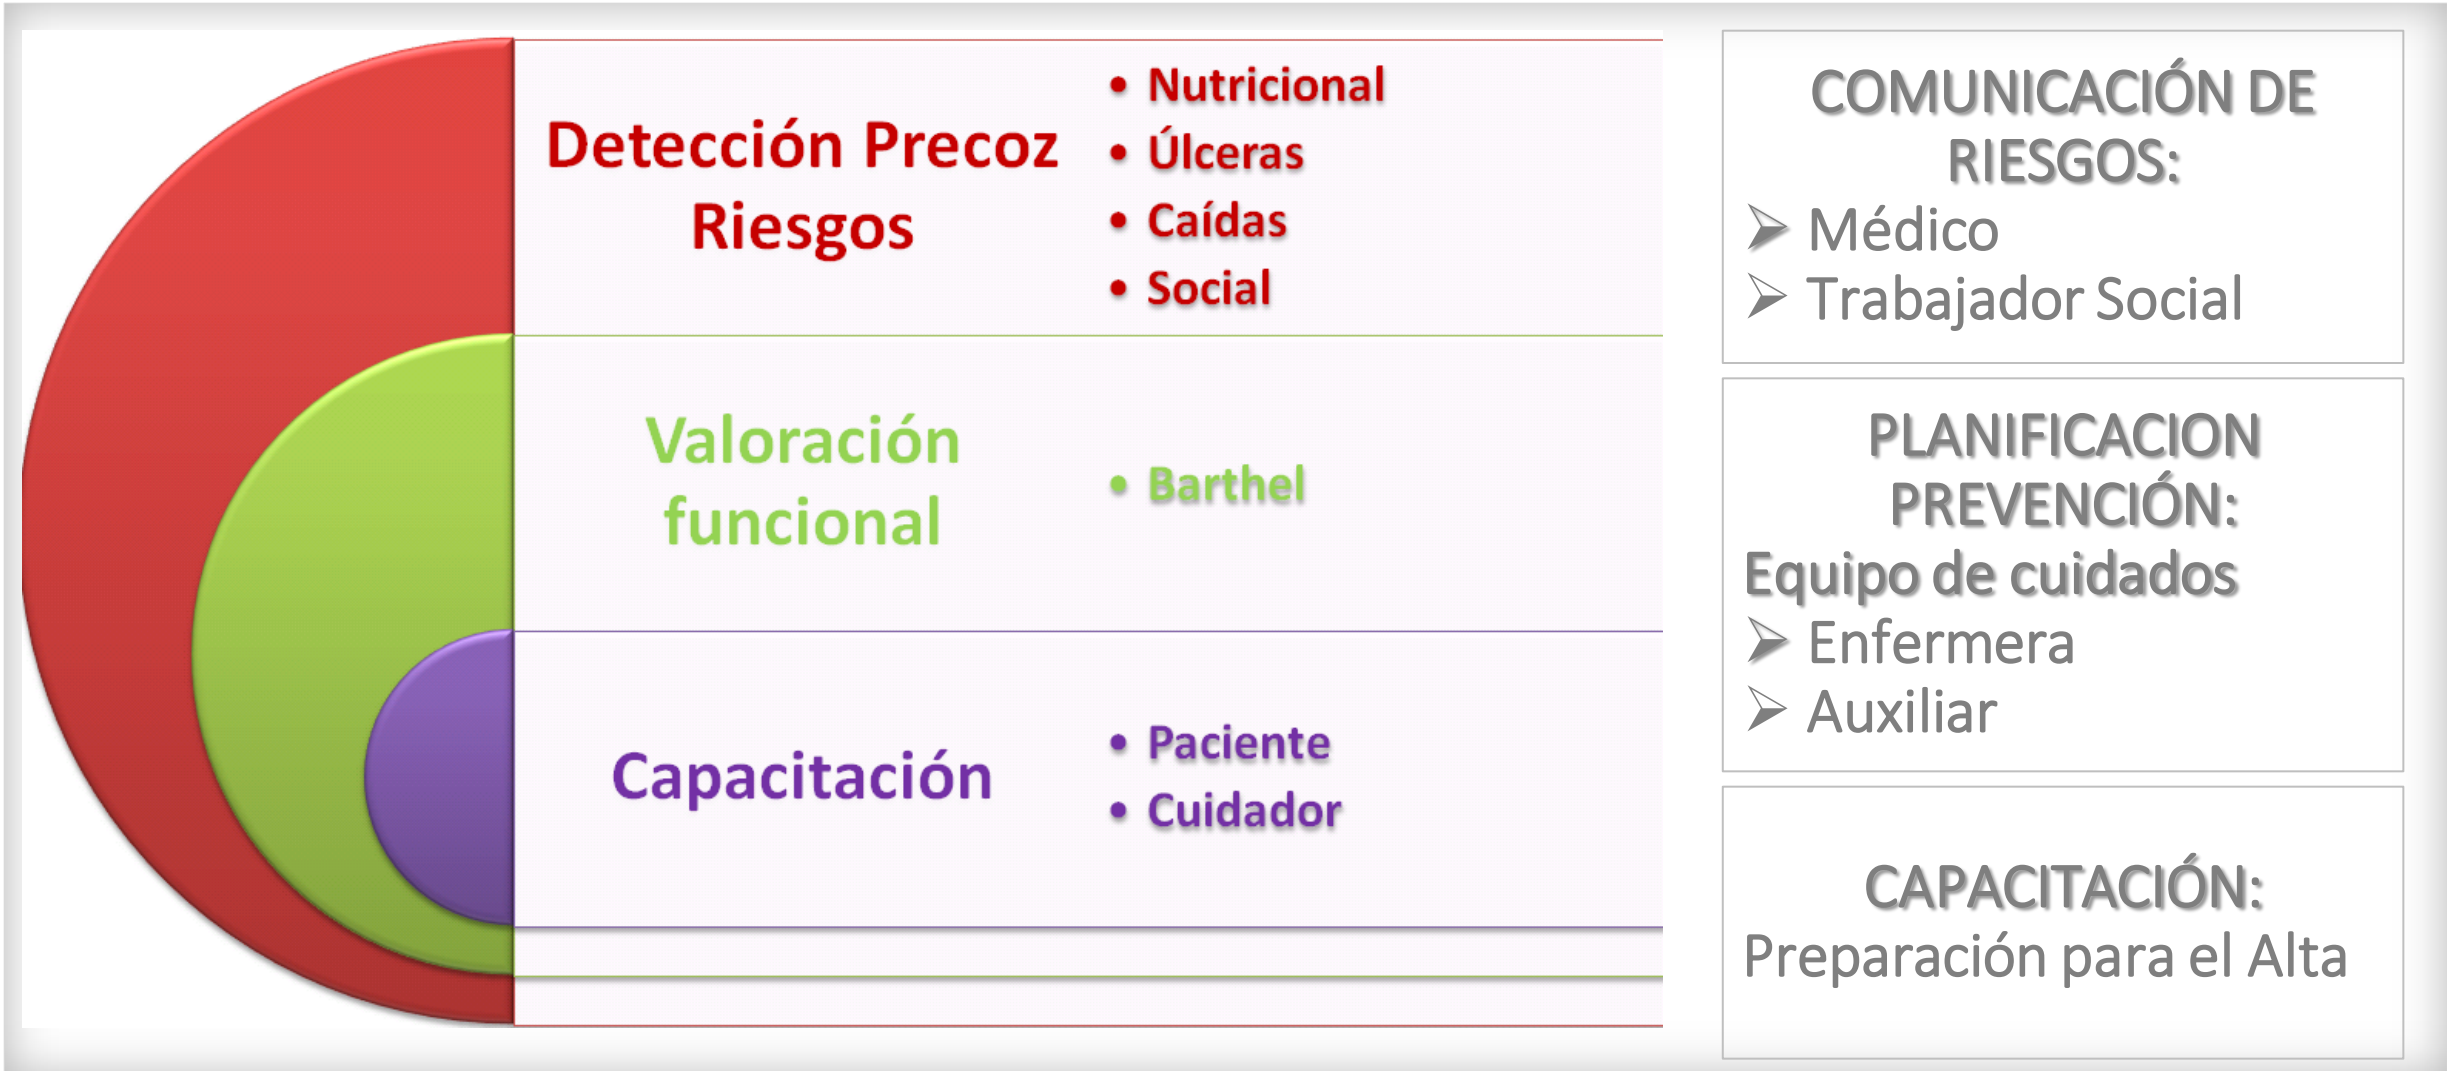 Detección Precoz
Riesgos
• Nutricional
• Úlceras
• Caídas
• Social
Valoración
funcional
• Barthel
Capacitación
• Paciente
• Cuidador
COMUNICACIÓN DE
RIESGOS:
➢ Médico
➢ Trabajador Social
PLANIFICACION
PREVENCIÓN:
Equipo de cuidados
➢ Enfermera
➢ Auxiliar
CAPACITACIÓN:
Preparación para el Alta